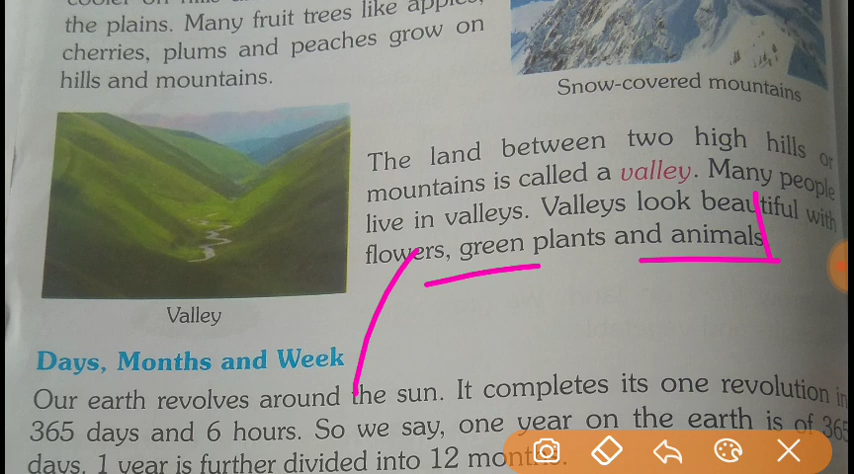 the plains. Many fruit trees like apples,
cherries, plums and peaches grow on
hills and mountains.
Snow-covered mountains
The land between two high hills or
mountains is called a valley. Many people
live in valleys. Valleys look beautiful with
flowers, green plants and animals
Valley
Days, Months and Week
Our earth revolves around the sun. It completes its one revolution in
365 days and 6 hours. So we say, one year on the earth is of 365
days. 1 year is further divided into 12 months.